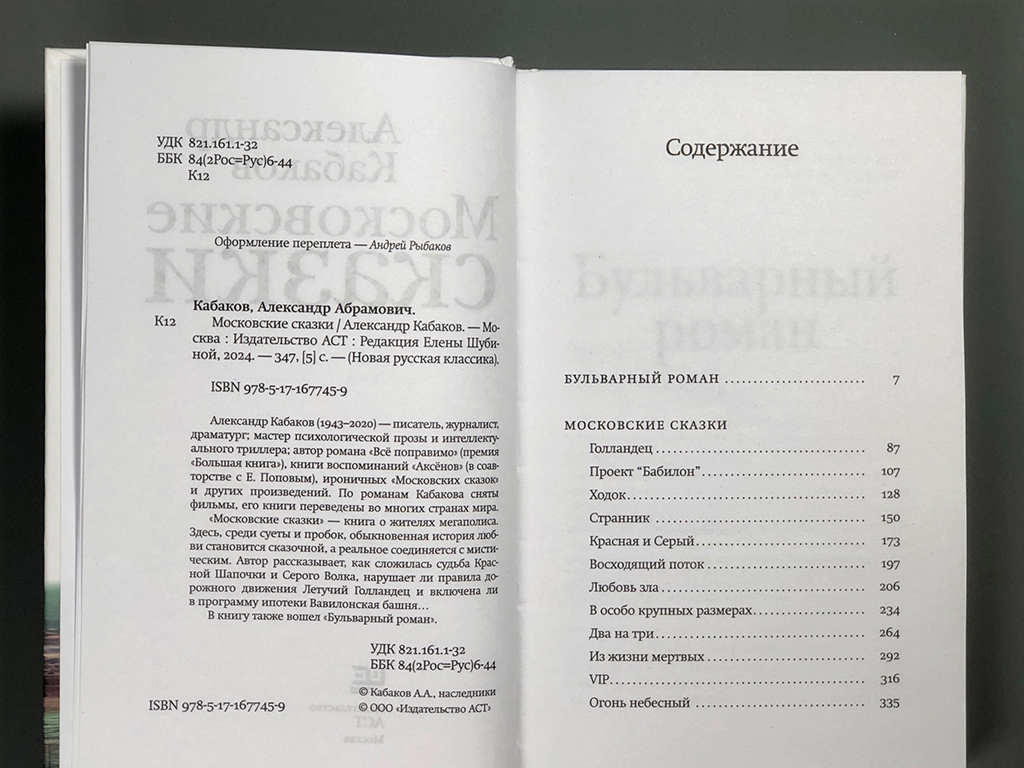 УДК 821.161.1-32
ББК 84(2Рос=Рус)6-44
К12
Оформление переплета — Андрей Рыбаков
Кабаков, Александр Абрамович.
К12 Московские сказки / Александр Кабаков. — Мо-
сква : Издательство АСТ : Редакция Елены Шуби-
ной, 2024. — 347, [5] с. — (Новая русская классика).
ISBN 978-5-17-167745-9
Александр Кабаков (1943–2020) — писатель, журналист,
драматург; мастер психологической прозы и интеллекту-
ального триллера; автор романа «Всё поправимо» (премия
«Большая книга»), книги воспоминаний «Аксёнов» (в соав-
торстве с Е. Поповым), ироничных «Московских сказок»
и других произведений. По романам Кабакова сняты
фильмы, его книги переведены во многих странах мира.
«Московские сказки» — книга о жителях мегаполиса.
Здесь, среди суеты и пробок, обыкновенная история люб-
ви становится сказочной, а реальное соединяется с мисти-
ческим. Автор рассказывает, как сложилась судьба Крас-
ной Шапочки и Серого Волка, нарушает ли правила до-
рожного движения Летучий Голландец и включена ли
в программу ипотеки Вавилонская башня…
В книгу также вошел «Бульварный роман».
УДК 821.161.1-32
ББК 84(2Рос=Рус)6-44
© Кабаков А.А., наследники
ISBN 978-5-17-167745-9 © ООО «Издательство АСТ»
Содержание
БУЛЬВАРНЫЙ РОМАН ........................ 7
МОСКОВСКИЕ СКАЗКИ
Голландец ........................ 87
Проект “Бабилон” ........................ 107
Ходок ........................ 128
Странник ........................ 150
Красная и Серый ........................ 173
Восходящий поток ........................ 197
Любовь зла ........................ 206
В особо крупных размерах ........................ 234
Два на три ........................ 264
Из жизни мертвых ........................ 292
VIP ........................ 316
Огонь небесный ........................ 335